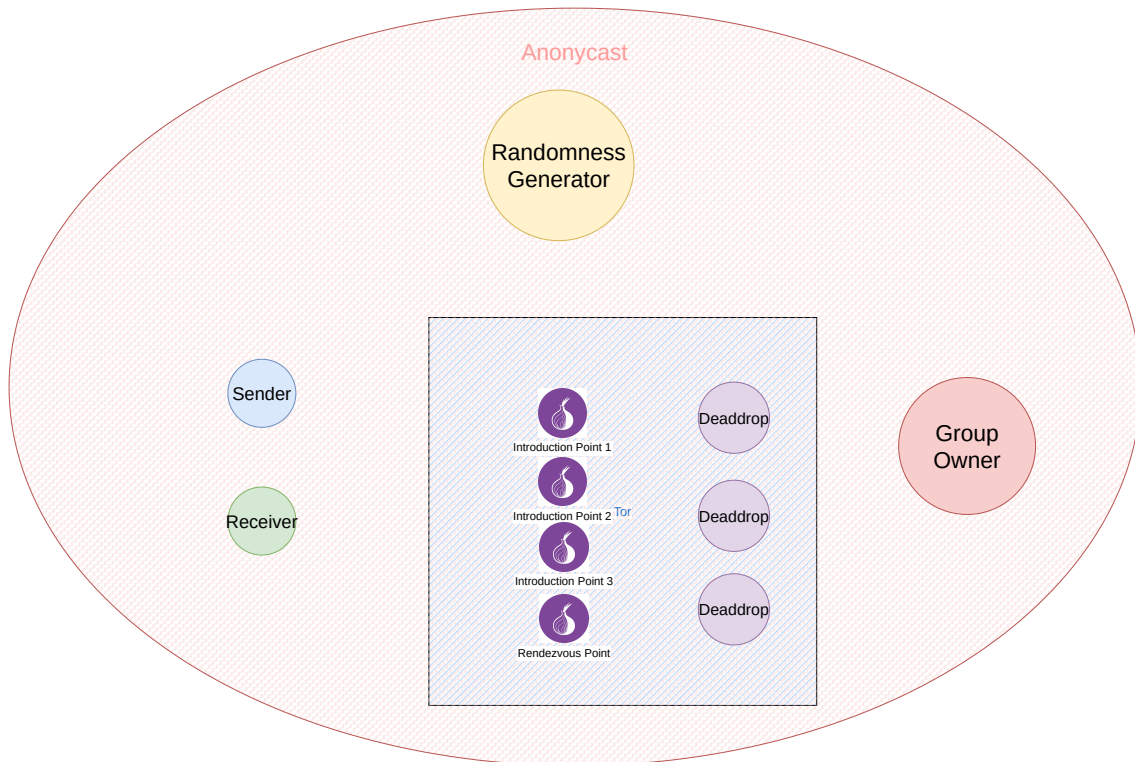 Anonycast
Randomness
Generator
Sender
Receiver
Introduction Point 1
Introduction Point 2
Tor
Introduction Point 3
Rendezvous Point
Deaddrop
Deaddrop
Deaddrop
Group
Owner